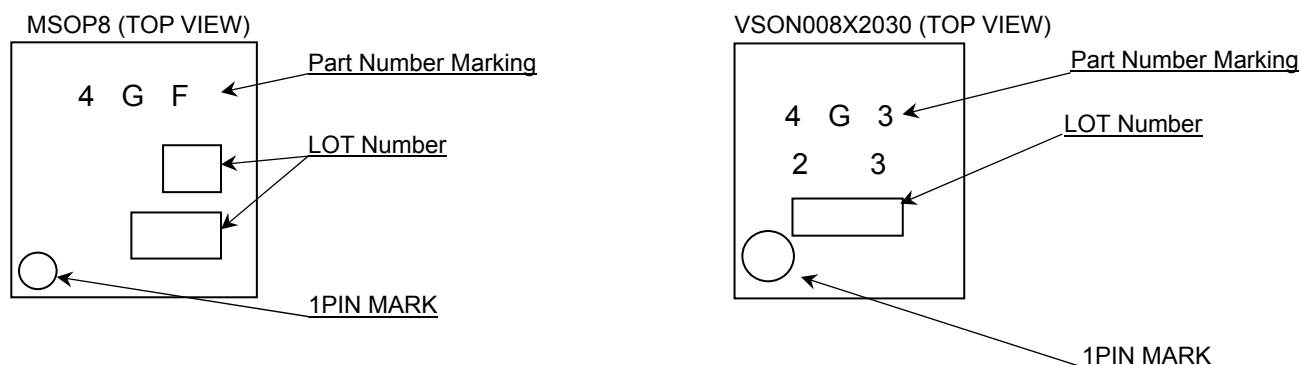 MSOP8 (TOP VIEW)
Part Number Marking
4 G F
LOT Number
1PIN MARK
VSON008X2030 (TOP VIEW)
Part Number Marking
4 G 3
LOT Number
2 3
1PIN MARK